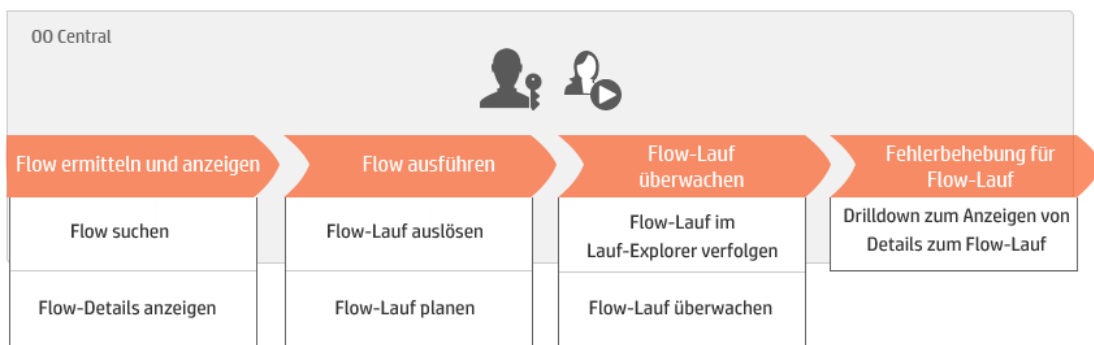 OO Central
Flow ermitteln und anzeigen
Flow suchen
Flow-Details anzeigen
Flow ausführen
Flow-Lauf auslösen
Flow-Lauf planen
Flow-Lauf
überwachen
Flow-Lauf im
Lauf-Explorer verfolgen
Flow-Lauf überwachen
Fehlerbehebung für
Flow-Lauf
Drilldown zum Anzeigen von
Details zum Flow-Lauf